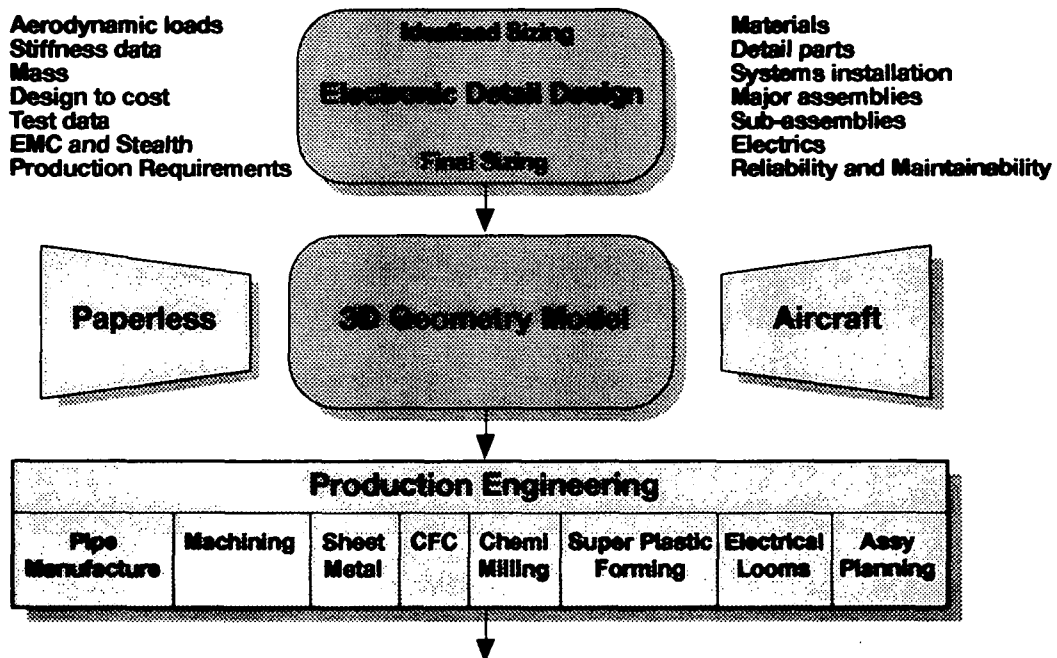 Aerodynamic loads
Stiffness data
Mass
Design to cost
Test data
EMC and Stealth
Production Requirements
Idealised Sizing
Electronic Detail Design
Final Sizing
Materials
Detail parts
Systems installation
Major assemblies
Sub-assemblies
Electrics
Reliability and Maintainability
Paperless
3D Geometry Model
Aircraft
Production Engineering
Pipe
Manufacture
Machining
Sheet
Metal
CFC
Chemi
Milling
Super Plastic
Forming
Electrical
Looms
Assy
Planning